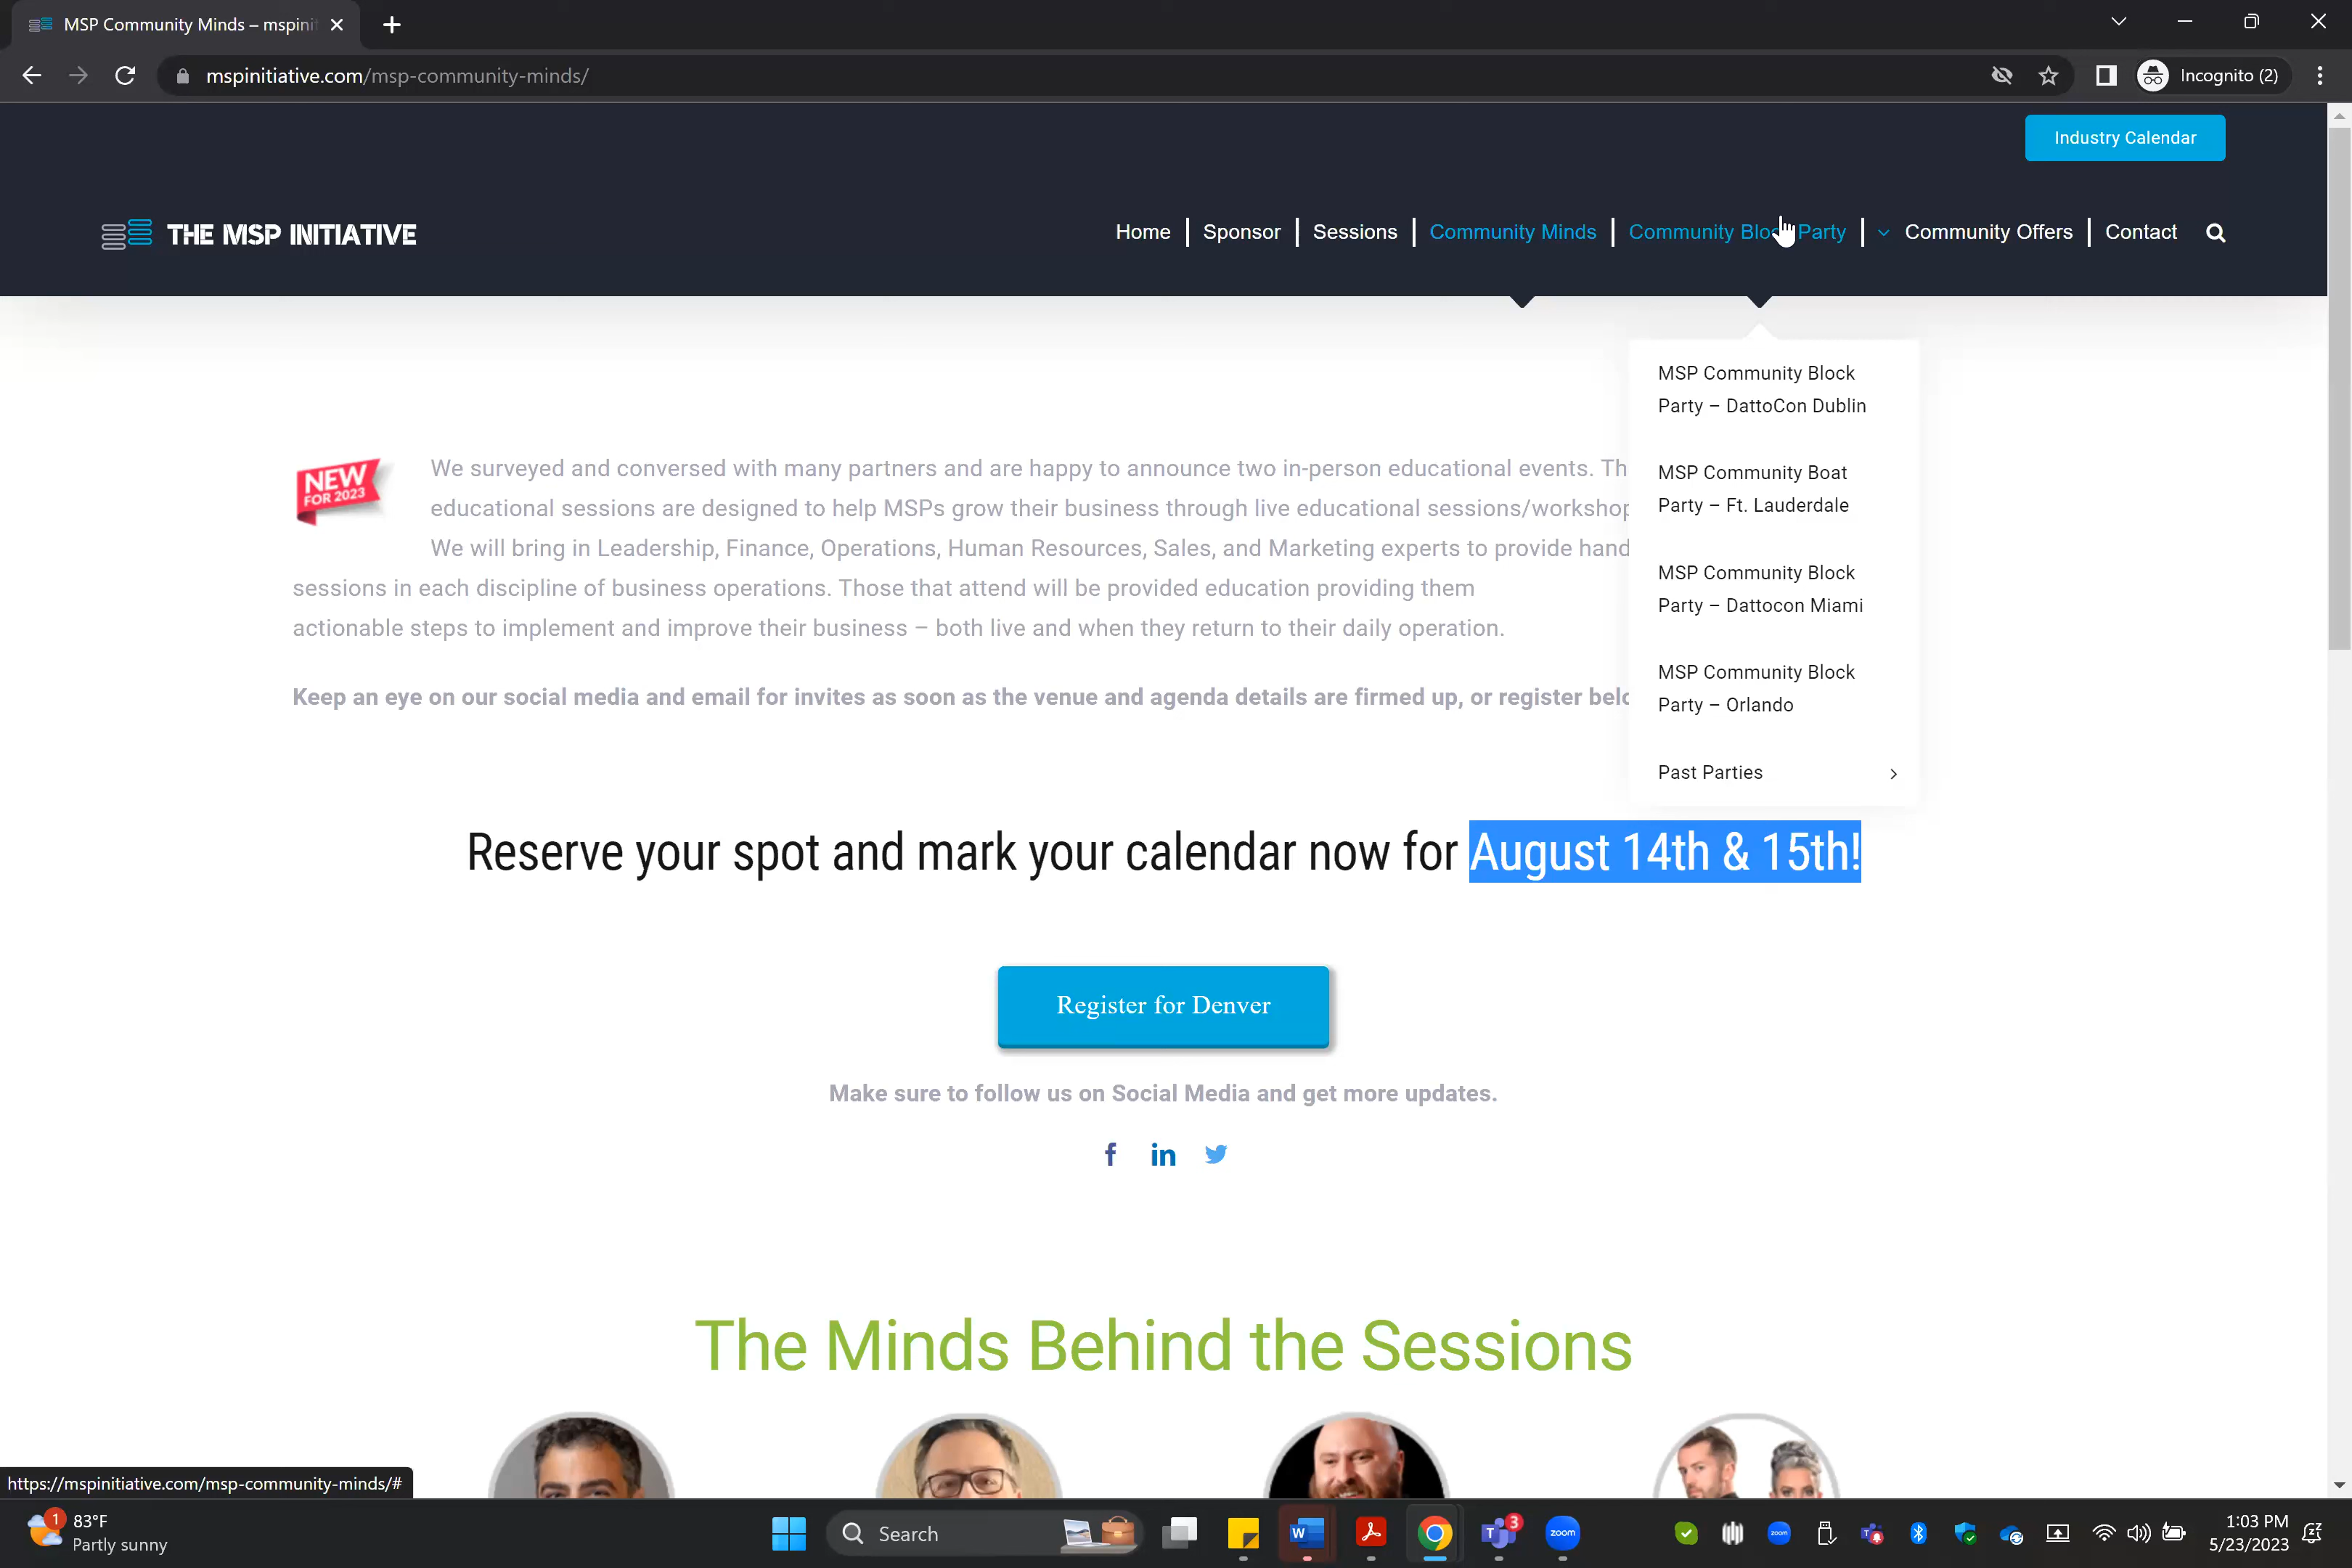 MSP Community Minds – mspini
mspinitiative.com/msp-community-minds/
Incognito (2)
Industry Calendar
THE MSP INITIATIVE
Home
Sponsor
Sessions
Community Minds
Community Block Party
Community Offers
Contact
MSP Community Block
Party – DattoCon Dublin
MSP Community Boat
Party – Ft. Lauderdale
MSP Community Block
Party – Dattocon Miami
MSP Community Block
Party – Orlando
Past Parties
NEW
FOR 2023
We surveyed and conversed with many partners and are happy to announce two in-person educational events. Th
educational sessions are designed to help MSPs grow their business through live educational sessions/workshop
We will bring in Leadership, Finance, Operations, Human Resources, Sales, and Marketing experts to provide hand
sessions in each discipline of business operations. Those that attend will be provided education providing them
actionable steps to implement and improve their business – both live and when they return to their daily operation.
Keep an eye on our social media and email for invites as soon as the venue and agenda details are firmed up, or register belo
Reserve your spot and mark your calendar now for August 14th & 15th!
Register for Denver
Make sure to follow us on Social Media and get more updates.
The Minds Behind the Sessions
https://mspinitiative.com/msp-community-minds/#
1
83°F
Partly sunny
Search
W
3
zoom
zoom
1:03 PM
5/23/2023